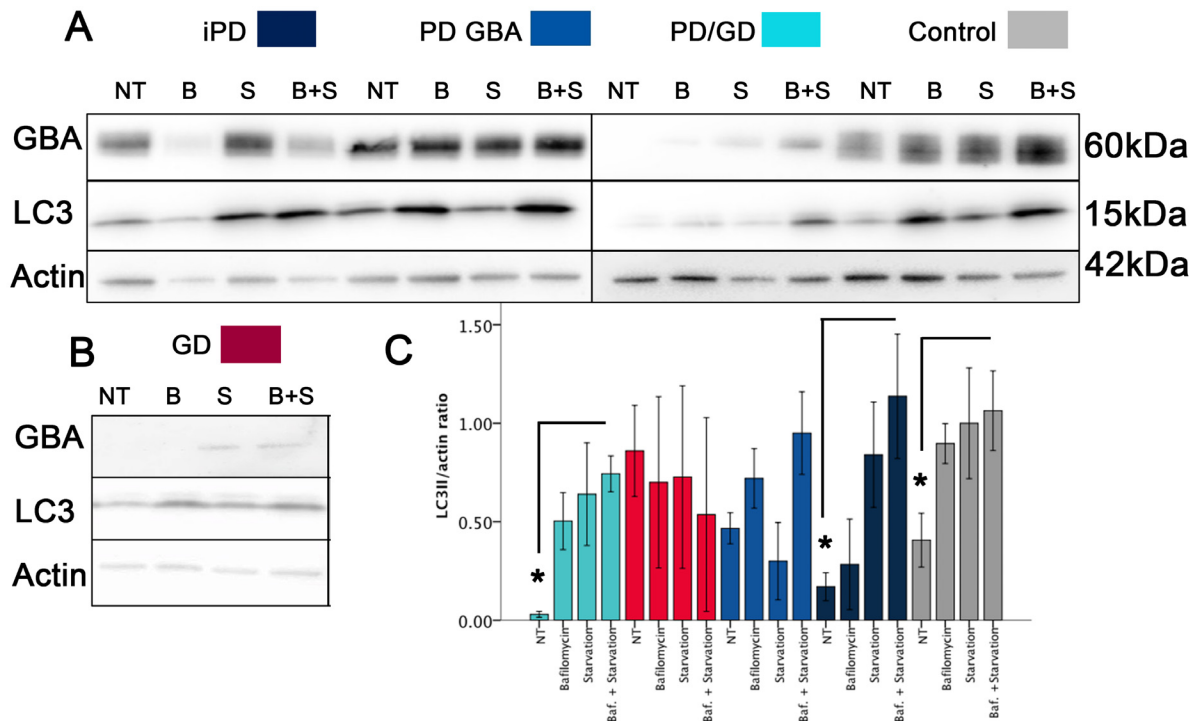 A
iPD PD GBA PD/GD Control
NT B S B+S NT B S B+S NT B S B+S NT B S B+S
GBA 60kDa
LC3 15kDa
Actin 42kDa
B GD
NT B S B+S
GBA
LC3
Actin
C
LC3II/actin ratio
1.50
1.00
0.50
0.00
* * *
NT
Bafilomycin
Starvation
Baf. + Starvation
NT
Bafilomycin
Starvation
Baf. + Starvation
NT
Bafilomycin
Starvation
Baf. + Starvation
NT
Bafilomycin
Starvation
Baf. + Starvation
NT
Bafilomycin
Starvation
Baf. +Starvation